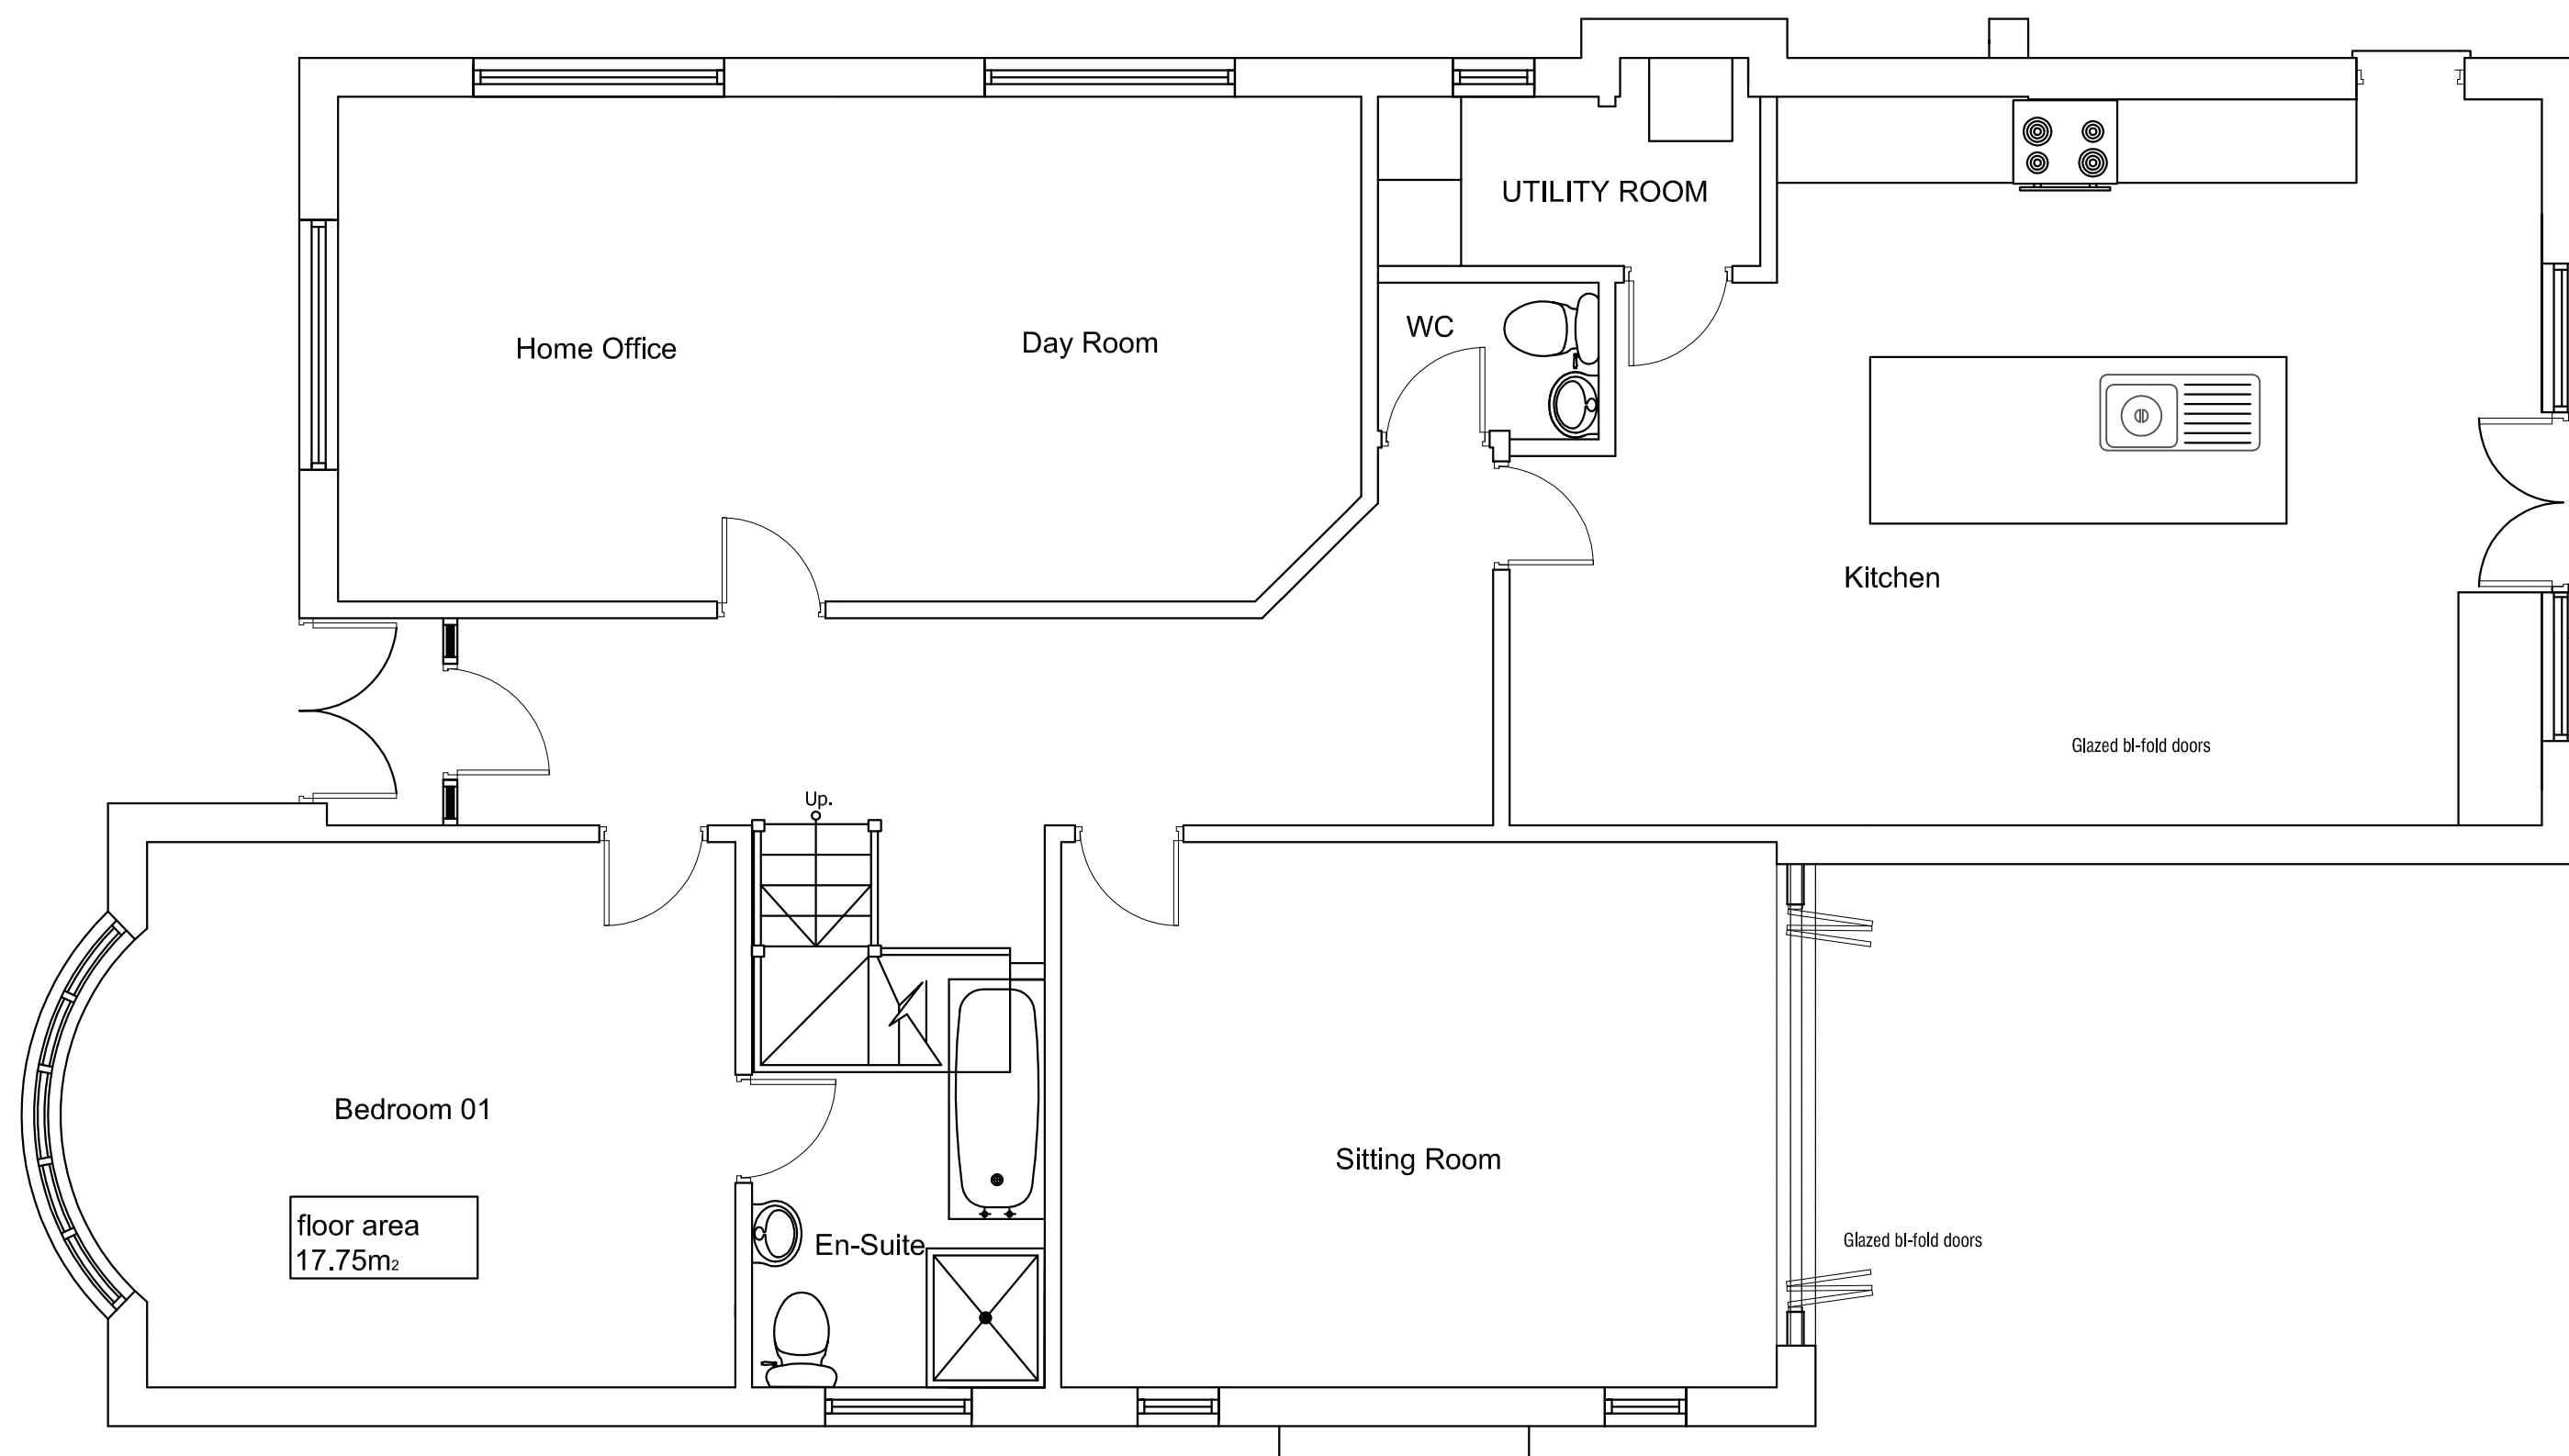 UTILITY ROOM
WC
Home Office
Day Room
Kitchen
Glazed bI-fold doors
Up.
Bedroom 01
floor area
17.75m₂
En-Suite
Sitting Room
Glazed bI-fold doors